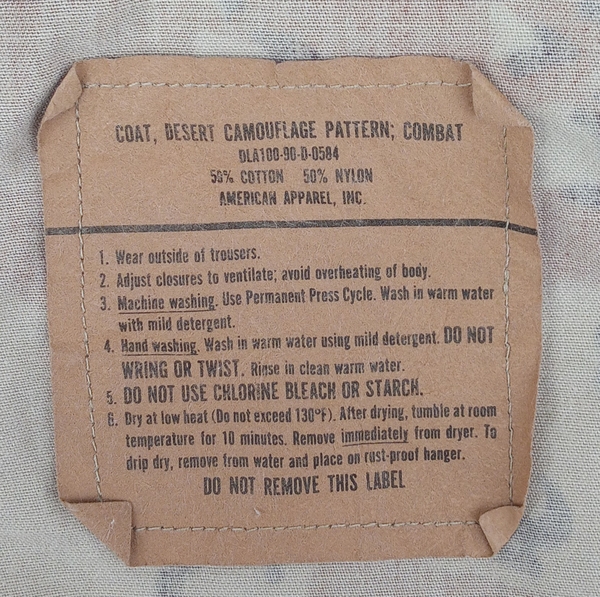 COAT, DESERT CAMOUFLAGE PATTERN; COMBAT
DLA100-90-D-0584
50% COTTON 50% NYLON
AMERICAN APPAREL, INC.
1. Wear outside of trousers.
2. Adjust closures to ventilate; avoid overheating of body.
3. Machine washing. Use Permanent Press Cycle. Wash in warm water
with mild detergent.
4. Hand washing. Wash in warm water using mild detergent. DO NOT
WRING OR TWIST. Rinse in clean warm water.
5. DO NOT USE CHLORINE BLEACH OR STARCH.
6. Dry at low heat (Do not exceed 130°F). After drying, tumble at room
temperature for 10 minutes. Remove immediately from dryer. To
drip dry, remove from water and place on rust-proof hanger.
DO NOT REMOVE THIS LABEL